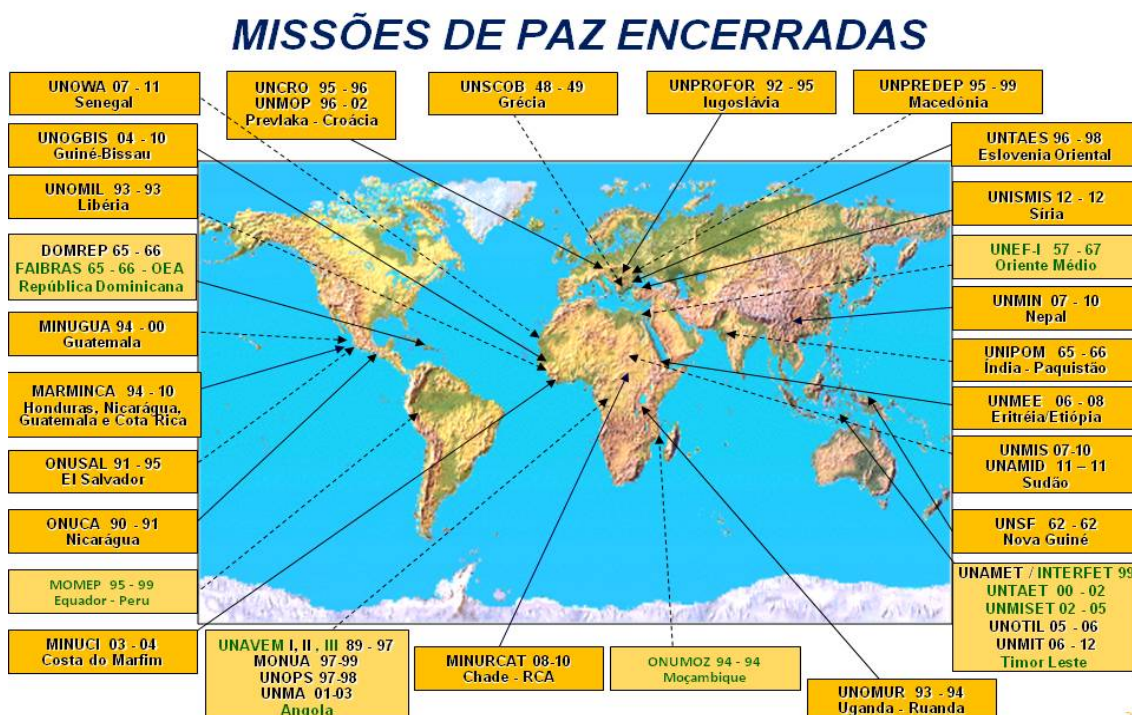 MISSÕES DE PAZ ENCERRADAS
UNOWA 07 - 11
Senegal
UNCRO 95 - 96
UNMOP 96 - 02
Prevlaka - Croácia
UNSCOB 48 - 49
Grécia
UNPROFOR 92 - 95
Iugoslávia
UNPREDEP 95 - 99
Macedónia
UNOGBIS 04 - 10
Guiné-Bissau
UNOMIL 93 - 93
Libéria
DOMREP 65 - 66
FAIBRAS 65 - 66 - OEA
República Dominicana
MINUGUA 94 - 00
Guatemala
MARMINCA 94 - 10
Honduras, Nicarágua,
Guatemala e Cota Rica
ONUSAL 91 - 95
El Salvador
ONUCA 90 - 91
Nicarágua
MOMEP 95 - 99
Equador - Peru
MINUCI 03 - 04
Costa do Marfim
UNTAES 96 - 98
Eslovenia Oriental
UNISMIS 12 - 12
Síria
UNEF-I 57 - 67
Oriente Médio
UNMIN 07 - 10
Nepal
UNIPOM 65 - 66
Índia - Paquistão
UNMEE 06 - 08
Eritréia/Etiópia
UNMIS 07-10
UNAMID 11 – 11
Sudão
UNSF 62 - 62
Nova Guiné
UNAMET / INTERFET 99
UNTAET 00 - 02
UNMISET 02 - 05
UNOTIL 05 - 06
UNMIT 06 - 12
Timor Leste
UNAVEM I, II , III 89 - 97
MONUA 97-99
UNOPS 97-98
UNMA 01-03
Angola
MINURCAT 08-10
Chade - RCA
ONUMOZ 94 - 94
Moçambique
UNOMUR 93 - 94
Uganda - Ruanda